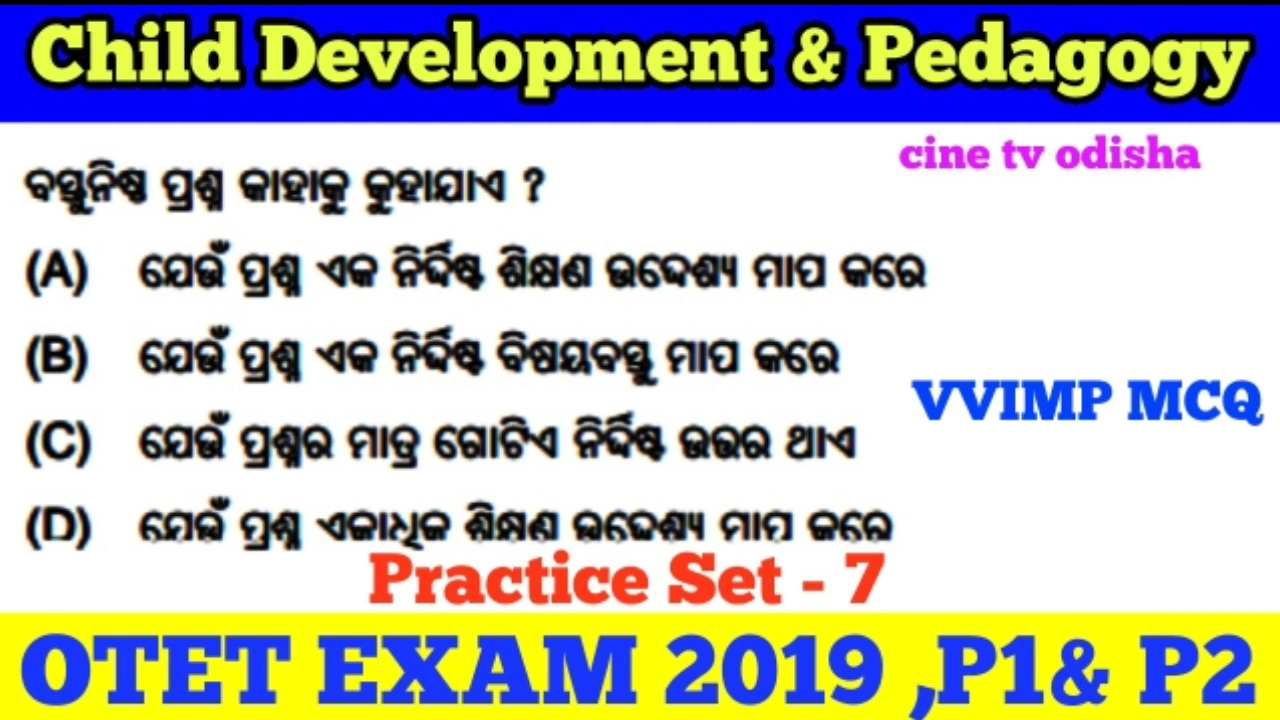 Child Development & Pedagogy
cine tv odisha
ବସ୍ତୁନିଷ୍ଠ ପ୍ରଶ୍ନ କାହାକୁ କୁହାଯାଏ ?
(A) ଯେଉଁ ପ୍ରଶ୍ନ ଏକ ନିର୍ଦ୍ଦିଷ୍ଟ ଶିକ୍ଷଣ ଉଦ୍ଦେଶ୍ୟ ମାପ କରେ
(B) ଯେଉଁ ପ୍ରଶ୍ନ ଏକ ନିର୍ଦ୍ଦିଷ୍ଟ ବିଷୟବସ୍ତୁ ମାପ କରେ
VVIMP MCQ
(C) ଯେଉଁ ପ୍ରଶ୍ନର ମାତ୍ର ଗୋଟିଏ ନିର୍ଦ୍ଦିଷ୍ଟ ଉତ୍ତର ଥାଏ
(D) ଯେଉଁ ପ୍ରଶ୍ନ ଏକାଧିକ ଶିକ୍ଷଣ ଉଦ୍ଦେଶ୍ୟ ମାପ କରେ
Practice Set - 7
OTET EXAM 2019 ,P1& P2